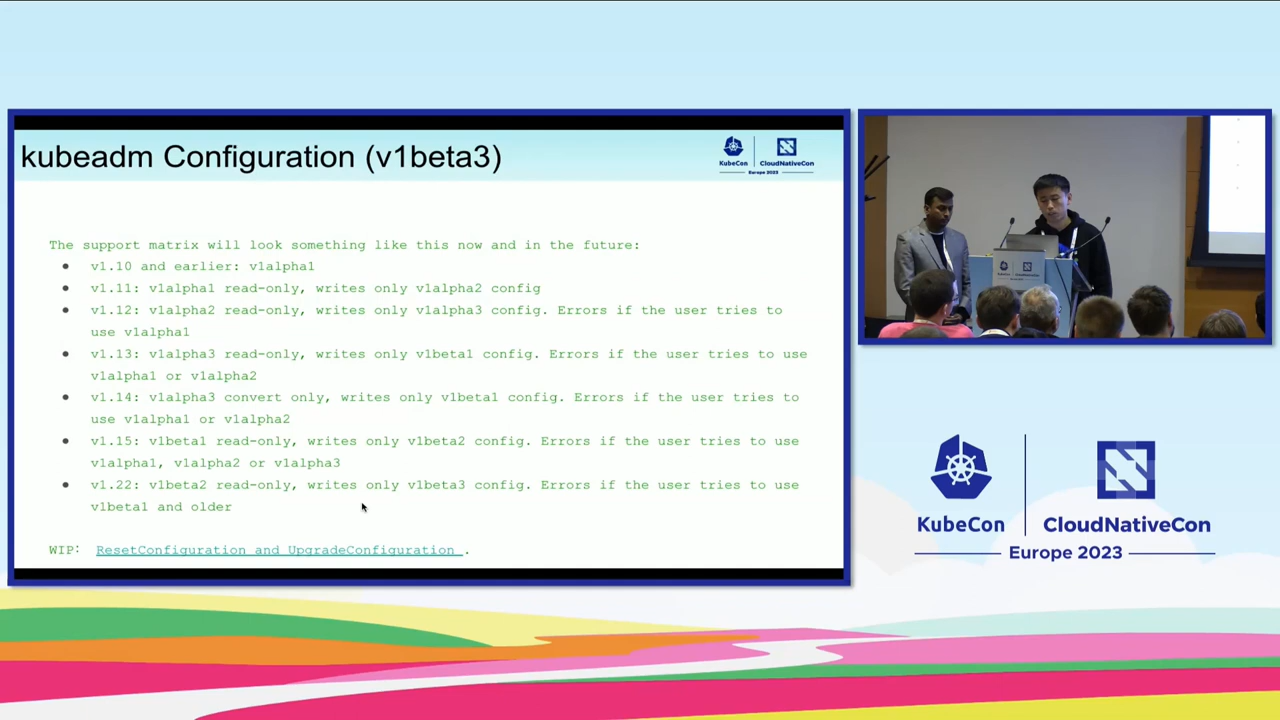 kubeadm Configuration (v1beta3)
KubeCon
CloudNativeCon
Europe 2023
The support matrix will look something like this now and in the future:
v1.10 and earlier: v1alpha1
v1.11: v1alpha1 read-only, writes only v1alpha2 config
v1.12: v1alpha2 read-only, writes only v1alpha3 config. Errors if the user tries to
use v1alpha1
v1.13: v1alpha3 read-only, writes only v1beta1 config. Errors if the user tries to use
v1alpha1 or v1alpha2
v1.14: v1alpha3 convert only, writes only v1beta1 config. Errors if the user tries to
use v1alpha1 or v1alpha2
v1.15: v1beta1 read-only, writes only v1beta2 config. Errors if the user tries to use
v1alpha1, v1alpha2 or v1alpha3
v1.22: v1beta2 read-only, writes only v1beta3 config. Errors if the user tries to use
v1beta1 and older
WIP: ResetConfiguration and UpgradeConfiguration .
KubeCon
CloudNativeCon
Europe 2023